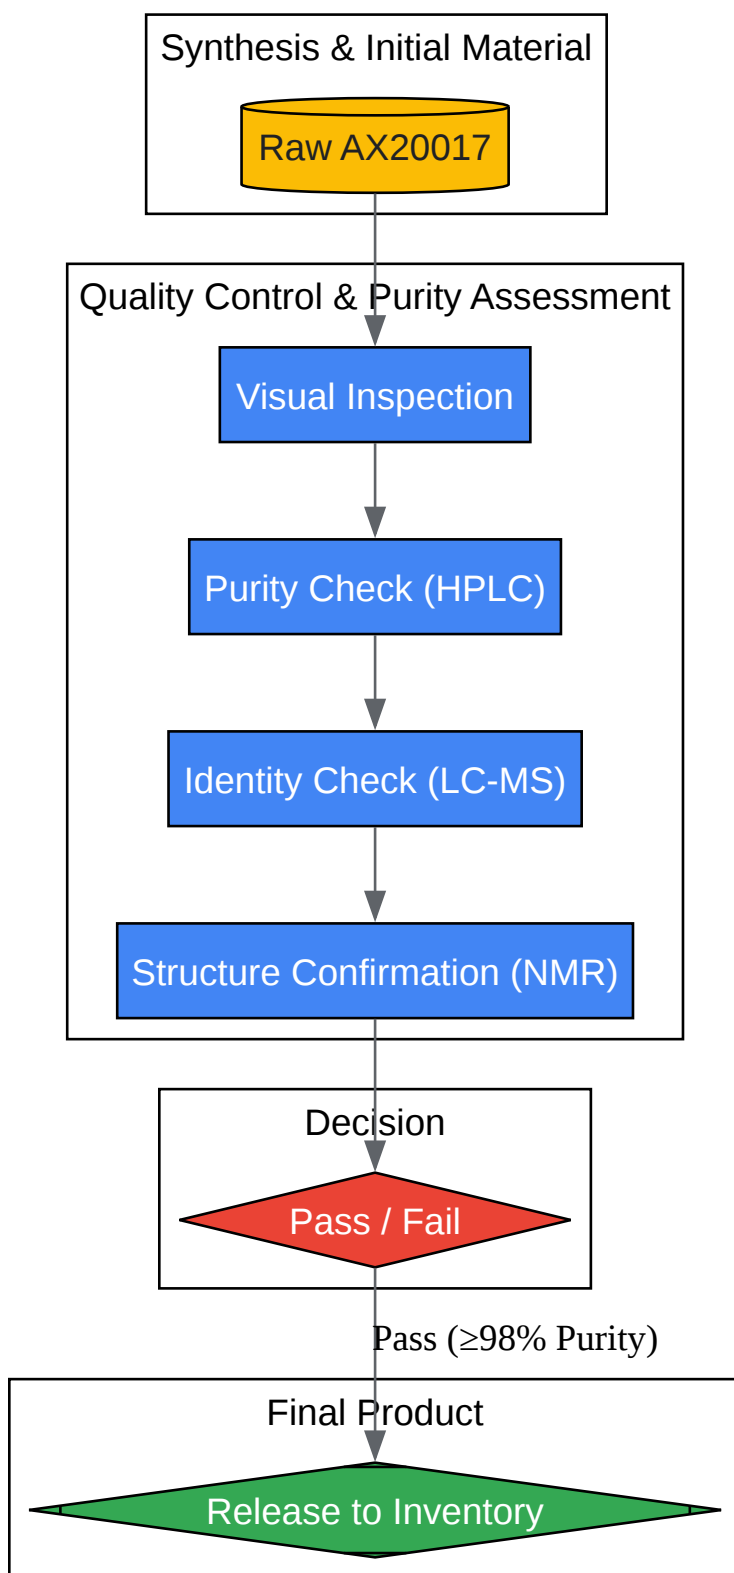 Synthesis & Initial Material
Raw AX20017
Quality Control & Purity Assessment
Visual Inspection
Purity Check (HPLC)
Identity Check (LC-MS)
Structure Confirmation (NMR)
Decision
Pass / Fail
Pass (≥98% Purity)
Final Product
Release to Inventory